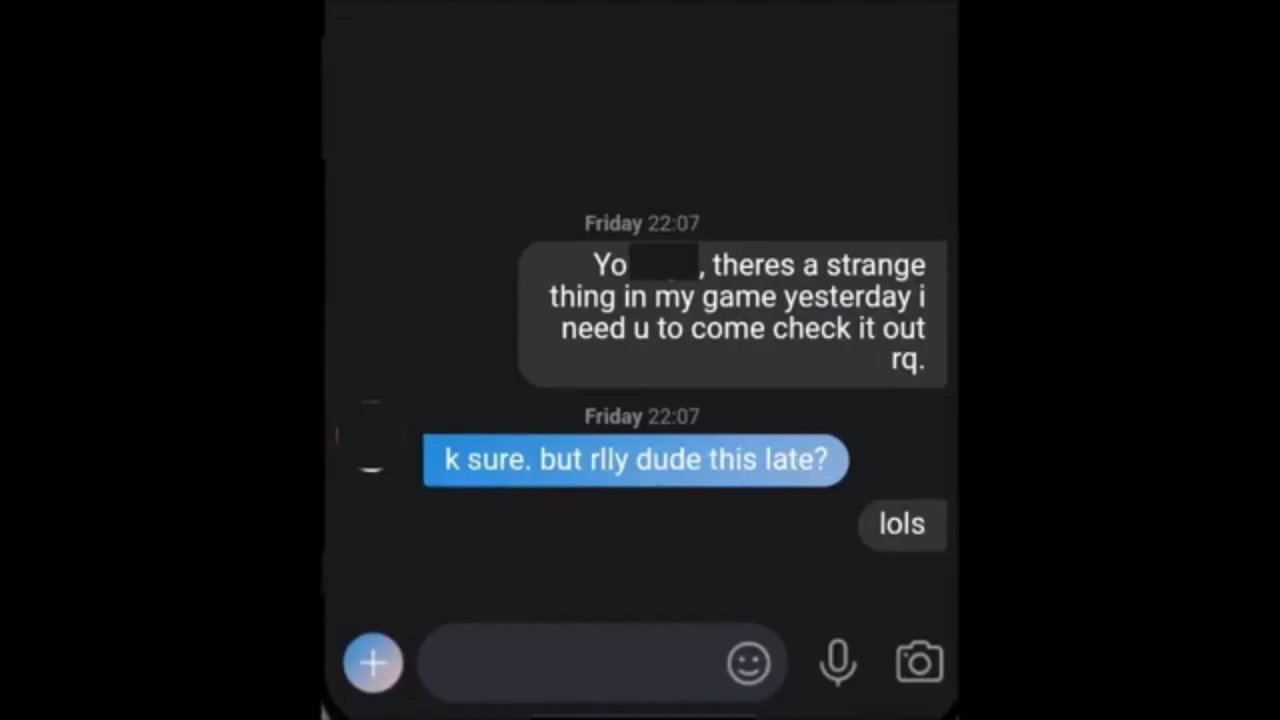 Friday 22:07
Yo , theres a strange
thing in my game yesterday i
need u to come check it out
rq.
Friday 22:07
k sure. but rlly dude this late?
lols